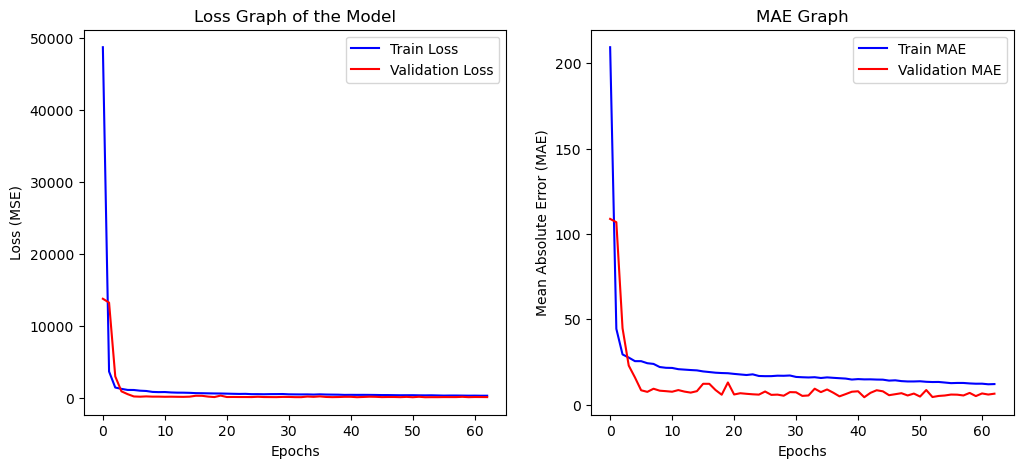 Loss Graph of the Model
Loss (MSE)
50000
40000
30000
20000
10000
0
Train Loss
Validation Loss
0 10 20 30 40 50 60
Epochs
MAE Graph
Mean Absolute Error (MAE)
200
150
100
50
0
Train MAE
Validation MAE
0 10 20 30 40 50 60
Epochs